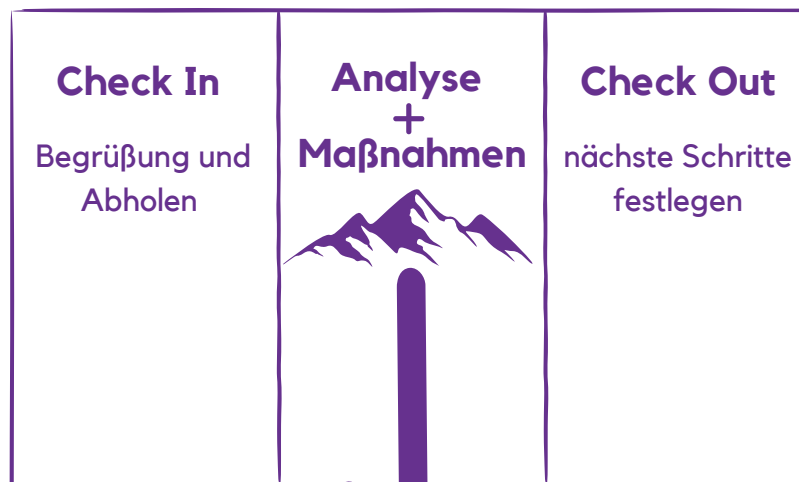 Check In
Begrüßung und
Abholen
Analyse
+
Maßnahmen
Check Out
nächste Schritte
festlegen